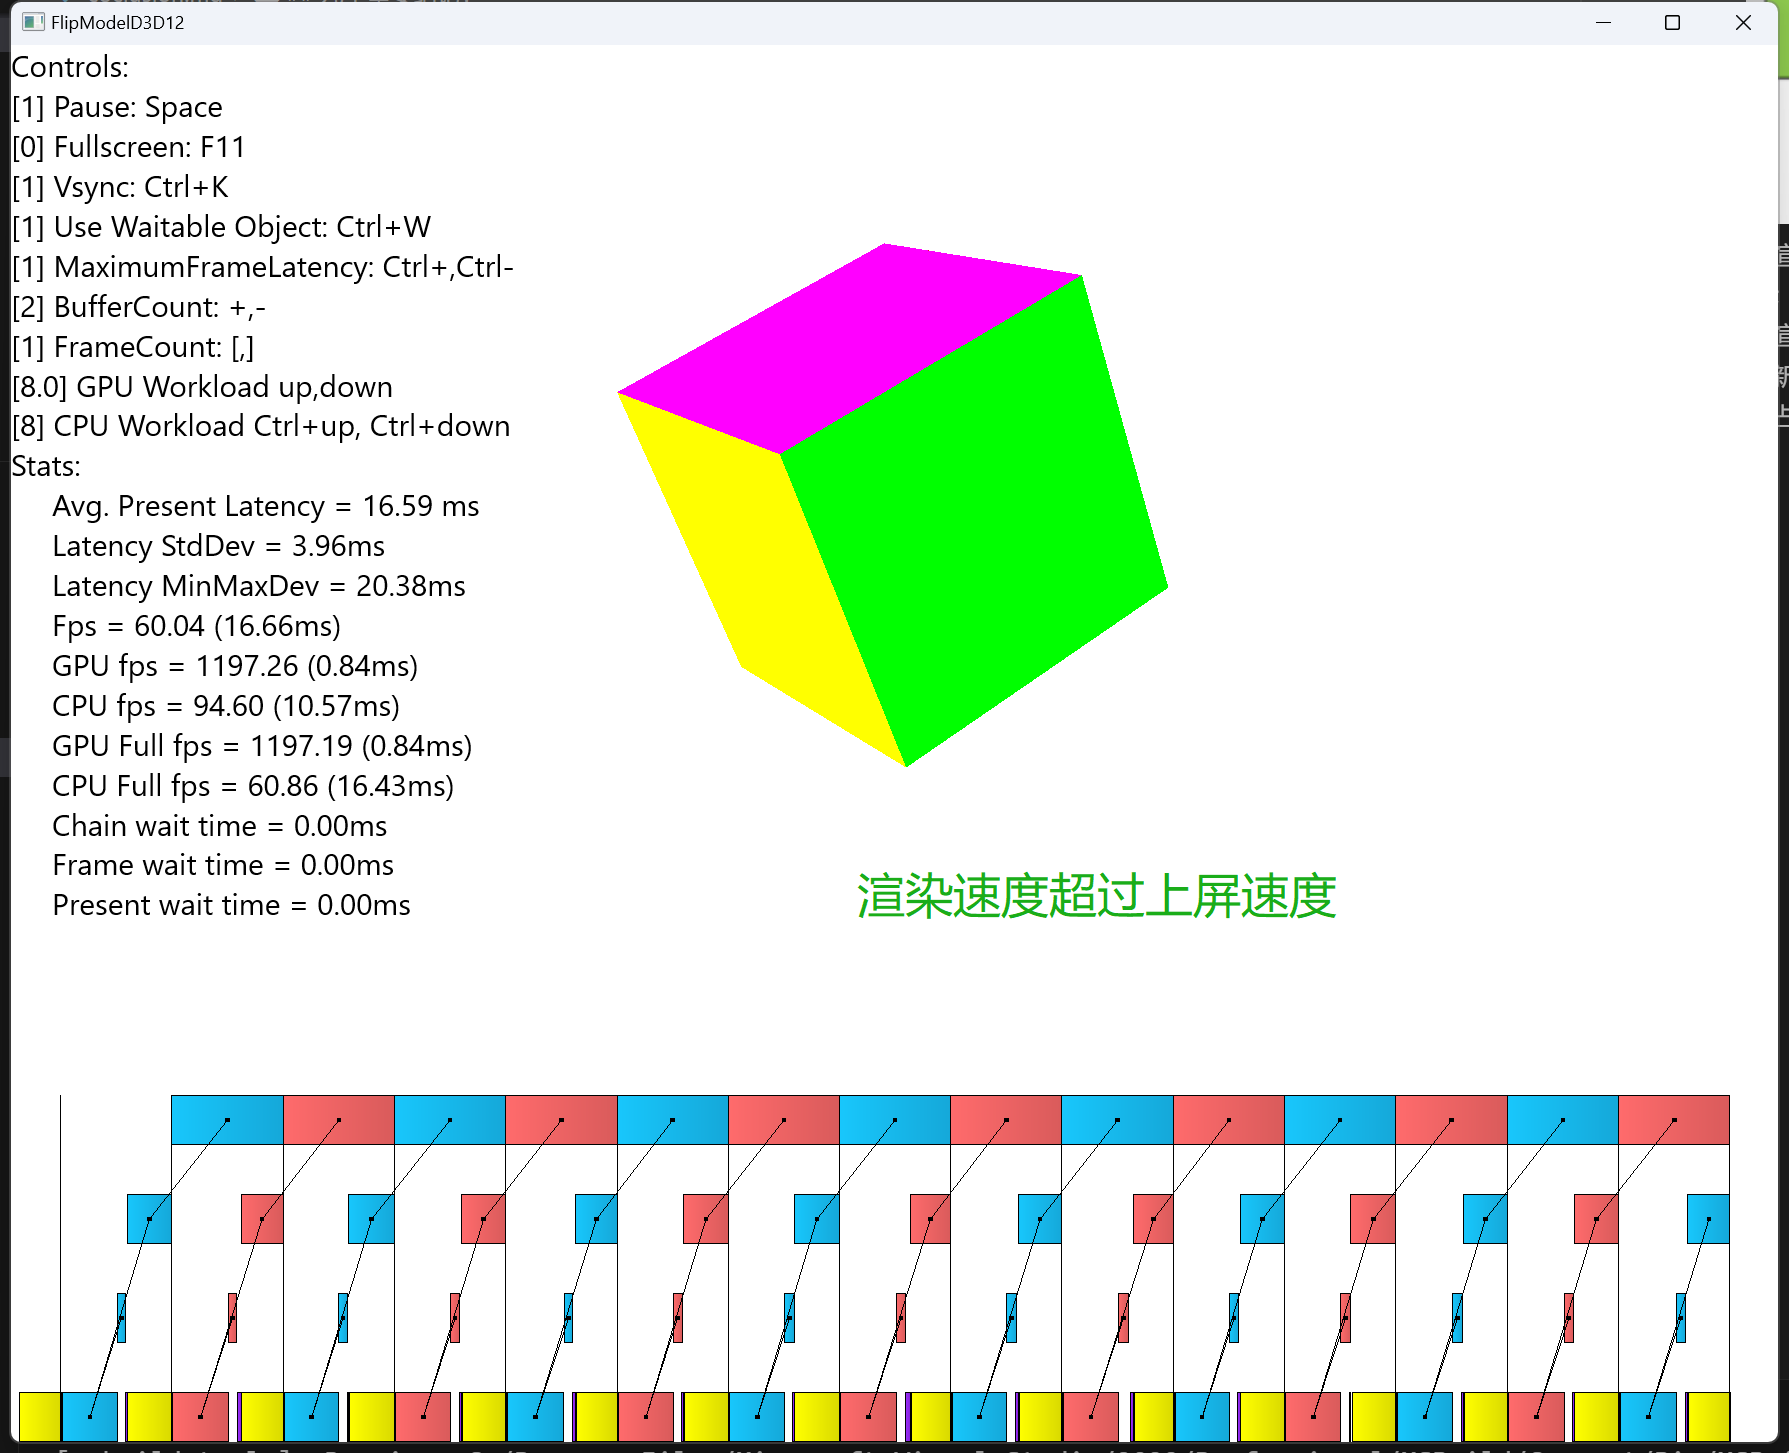 FlipModelD3D12
Controls:
[1] Pause: Space
[0] Fullscreen: F11
[1] Vsync: Ctrl+K
[1] Use Waitable Object: Ctrl+W
[1] MaximumFrameLatency: Ctrl+,Ctrl-
[2] BufferCount: +,-
[1] FrameCount: [,]
[8.0] GPU Workload up,down
[8] CPU Workload Ctrl+up, Ctrl+down
Stats:
Avg. Present Latency = 16.59 ms
Latency StdDev = 3.96ms
Latency MinMaxDev = 20.38ms
Fps = 60.04 (16.66ms)
GPU fps = 1197.26 (0.84ms)
CPU fps = 94.60 (10.57ms)
GPU Full fps = 1197.19 (0.84ms)
CPU Full fps = 60.86 (16.43ms)
Chain wait time = 0.00ms
Frame wait time = 0.00ms
Present wait time = 0.00ms
渲染速度超过上屏速度